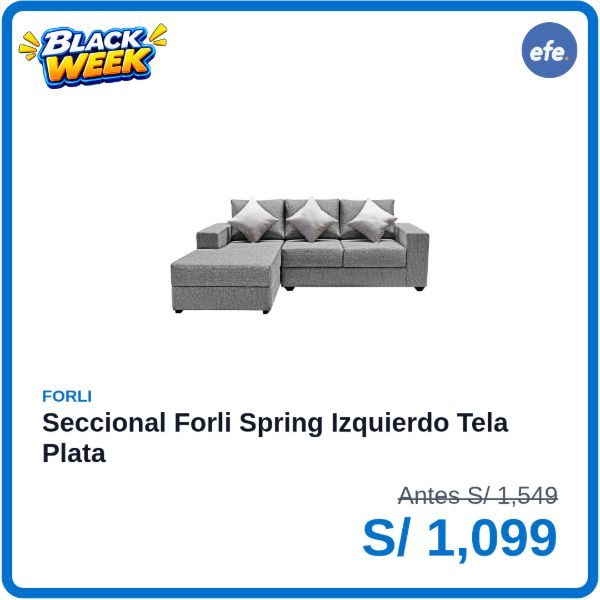 BLACK
WEEK
efe.
FORLI
Seccional Forli Spring Izquierdo Tela
Plata
Antes S/ 1,549
S/ 1,099